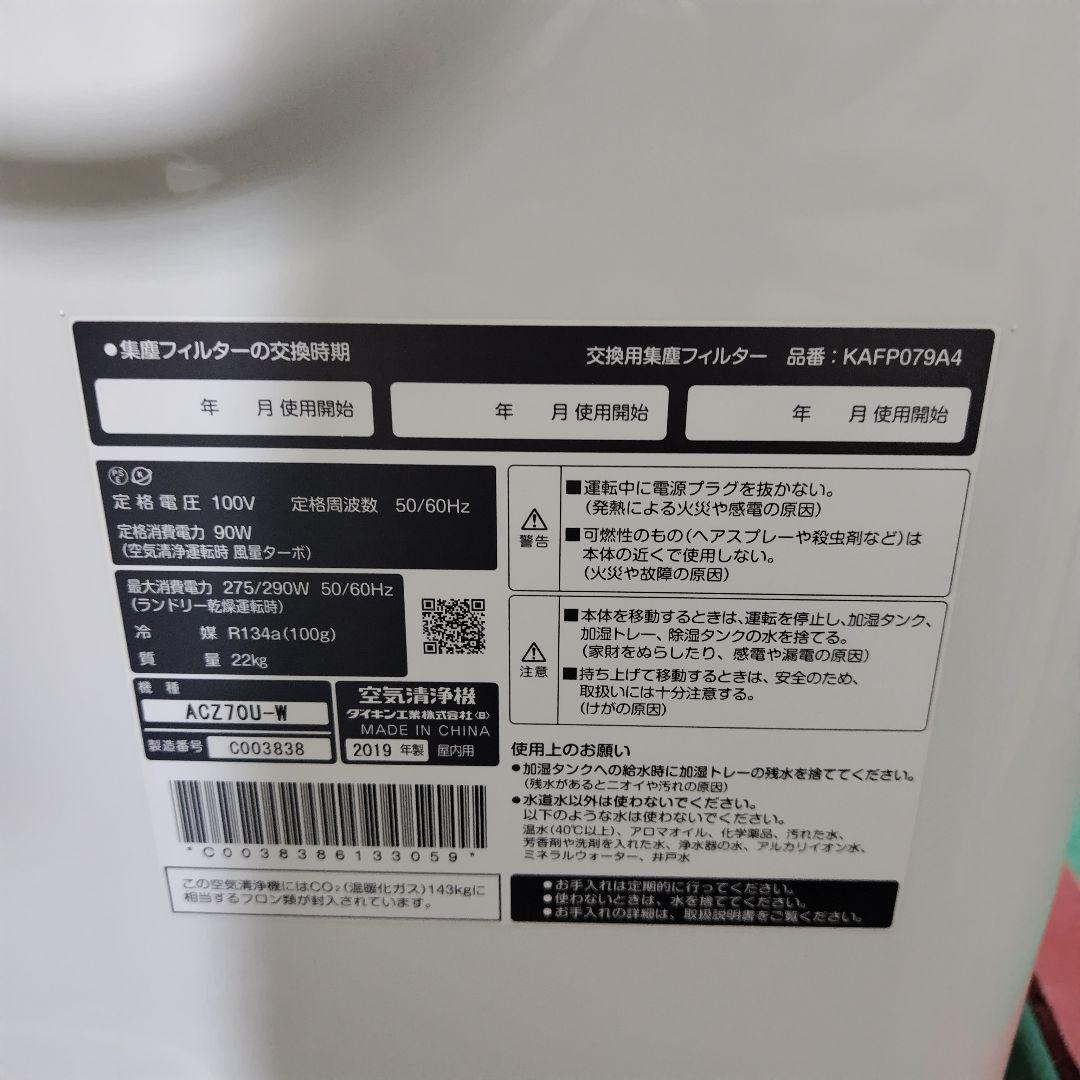 ●集塵フィルターの交換時期
交換用集塵フィルター 品番：KAFP079A4
年 月 使用開始
年 月 使用開始
年 月 使用開始
PSE
定格電圧 100V 定格周波数 50/60Hz
定格消費電力 90W
(空気清浄運転時 風量ターボ)
最大消費電力 275/290W 50/60Hz
(ランドリー乾燥運転時)
冷媒 R134a(100g)
質量 22kg
機種
ACZ70U-W
製造番号 C003838
空気清浄機
ダイキン工業株式会社(日)
MADE IN CHINA
2019 年製 屋内用
*C0038386133059*
この空気清浄機にはCO₂(温暖化ガス)143kgに
相当するフロン類が封入されています。
警告
■運転中に電源プラグを抜かない。
(発熱による火災や感電の原因)
■可燃性のもの(ヘアスプレーや殺虫剤など)は
本体の近くで使用しない。
(火災や故障の原因)
注意
■本体を移動するときは、運転を停止し、加湿タンク、
加湿トレー、除湿タンクの水を捨てる。
(家財をぬらしたり、感電や漏電の原因)
■持ち上げて移動するときは、安全のため、
取扱いには十分注意する。
(けがの原因)
使用上のお願い
●加湿タンクへの給水時に加湿トレーの残水を捨ててください。
(残水があるとニオイや汚れの原因)
●水道水以外は使わないでください。
以下のような水は使わないでください。
温水(40℃以上)、アロマオイル、化学薬品、汚れた水、
芳香剤や洗剤を入れた水、浄水器の水、アルカリイオン水、
ミネラルウォーター、井戸水
●お手入れは定期的に行ってください。
●使わないときは、水を捨ててください。
●お手入れの詳細は、取扱説明書をご覧ください。